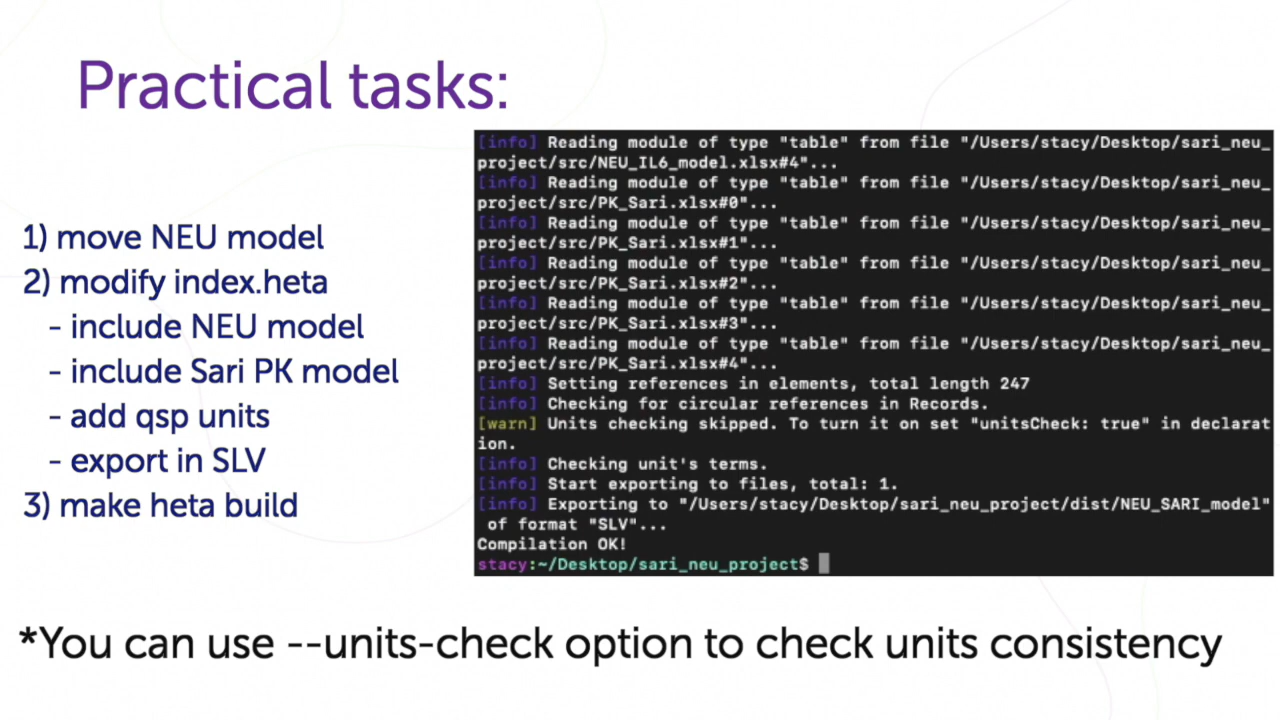 Practical tasks:
1) move NEU model
2) modify index.heta
- include NEU model
- include Sari PK model
- add qsp units
- export in SLV
3) make heta build
[info] Reading module of type "table" from file "/Users/stacy/Desktop/sari_neu_
project/src/NEU_IL6_model.xlsx#4"...
[info] Reading module of type "table" from file "/Users/stacy/Desktop/sari_neu_
project/src/PK_Sari.xlsx#0"...
[info] Reading module of type "table" from file "/Users/stacy/Desktop/sari_neu_
project/src/PK_Sari.xlsx#1"...
[info] Reading module of type "table" from file "/Users/stacy/Desktop/sari_neu_
project/src/PK_Sari.xlsx#2"...
[info] Reading module of type "table" from file "/Users/stacy/Desktop/sari_neu_
project/src/PK_Sari.xlsx#3"...
[info] Reading module of type "table" from file "/Users/stacy/Desktop/sari_neu_
project/src/PK_Sari.xlsx#4"...
[info] Setting references in elements, total length 247
[info] Checking for circular references in Records.
[warn] Units checking skipped. To turn it on set "unitsCheck: true" in declarat
ion.
[info] Checking unit's terms.
[info] Start exporting to files, total: 1.
[info] Exporting to "/Users/stacy/Desktop/sari_neu_project/dist/NEU_SARI_model"
of format "SLV"...
Compilation OK!
stacy:~/Desktop/sari_neu_project$
*You can use --units-check option to check units consistency